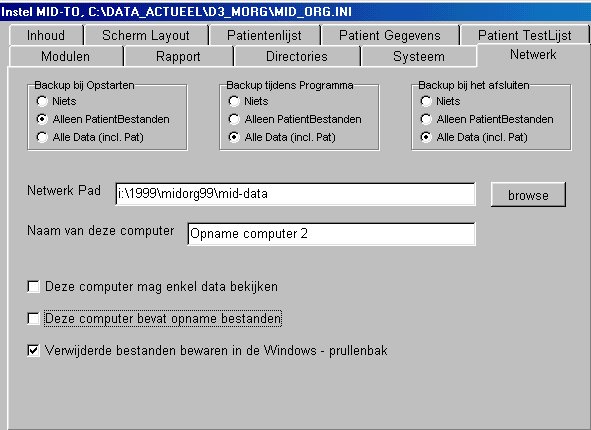 Instel MID-TO, C:\DATA_ACTUEEL\D3_MORG\MID_ORG.INI
Inhoud Scherm Layout Patientenlijst Patient Gegevens Patient TestLijst
Modulen Rapport Directories Systeem Netwerk
Backup bij Opstarten Backup tijdens Programma Backup bij het afsluiten
Niets Niets Niets
Alleen PatientBestanden Alleen PatientBestanden Alleen PatientBestanden
Alle Data (incl. Pat) Alle Data (incl. Pat) Alle Data (incl. Pat)
Netwerk Pad i:\1999\midorg99\mid-data browse
Naam van deze computer Opname computer 2
Deze computer mag enkel data bekijken
Deze computer bevat opname bestanden
Verwijderde bestanden bewaren in de Windows - prullenbak